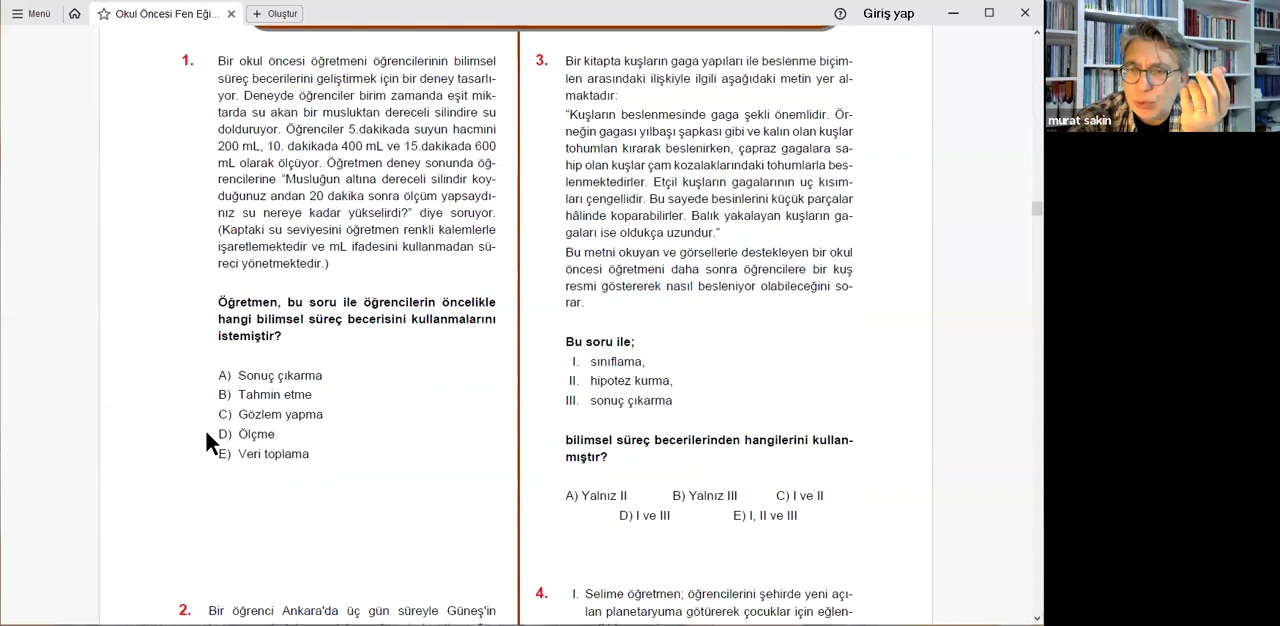 Menü
Okul Öncesi Fen Eği...
Oluştur
Giriş yap
murat sakin
1. Bir okul öncesi öğretmeni öğrencilerinin bilimsel
süreç becerilerini geliştirmek için bir deney tasarlı-
yor. Deneyde öğrenciler birim zamanda eşit mik-
tarda su akan bir musluktan dereceli silindire su
dolduruyor. Öğrenciler 5.dakikada suyun hacmini
200 mL, 10. dakikada 400 mL ve 15.dakikada 600
mL olarak ölçüyor. Öğretmen deney sonunda öğ-
rencilerine “Musluğun altına dereceli silindir koy-
duğunuz andan 20 dakika sonra ölçüm yapsaydı-
nız su nereye kadar yükselirdi?” diye soruyor.
(Kaptaki su seviyesini öğretmen renkli kalemlerle
işaretlemektedir ve mL ifadesini kullanmadan sü-
reci yönetmektedir.)
Öğretmen, bu soru ile öğrencilerin öncelikle
hangi bilimsel süreç becerisini kullanmalarını
istemiştir?
A) Sonuç çıkarma
B) Tahmin etme
C) Gözlem yapma
D) Ölçme
E) Veri toplama
2. Bir öğrenci Ankara'da üç gün süreyle Güneş'in
3. Bir kitapta kuşların gaga yapıları ile beslenme biçim-
len arasındaki ilişkiyle ilgili aşağıdaki metin yer al-
maktadır:
“Kuşların beslenmesinde gaga şekli önemlidir. Ör-
neğin gagası yılbaşı şapkası gibi ve kalın olan kuşlar
tohumlan kırarak beslenirken, çapraz gagalara sa-
hip olan kuşlar çam kozalaklarındaki tohumlarla bes-
lenmektedirler. Etçil kuşların gagalarının uç kısım-
ları çengellidir. Bu sayede besinlerini küçük parçalar
hâlinde koparabilirler. Balık yakalayan kuşların ga-
gaları ise oldukça uzundur.”
Bu metni okuyan ve görsellerle destekleyen bir okul
öncesi öğretmeni daha sonra öğrencilere bir kuş
resmi göstererek nasıl besleniyor olabileceğini so-
rar.
Bu soru ile;
I. sınıflama,
II. hipotez kurma,
III. sonuç çıkarma
bilimsel süreç becerilerinden hangilerini kullan-
mıştır?
A) Yalnız II B) Yalnız III C) I ve II
D) I ve III E) I, II ve III
4. I. Selime öğretmen; öğrencilerini şehirde yeni açı-
lan planetaryuma götürerek çocuklar için eğlen-